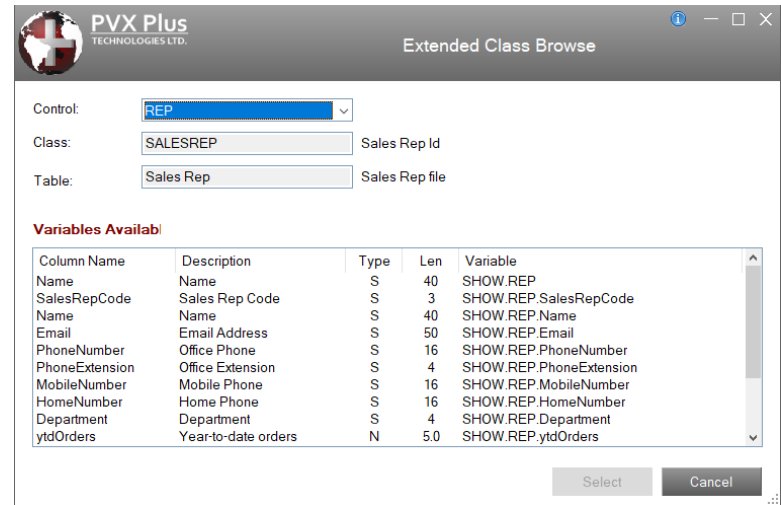 PVX Plus
TECHNOLOGIES LTD.
Extended Class Browse
Control: REP
Class: SALESREP Sales Rep Id
Table: Sales Rep Sales Rep file
Variables Availabl
Column Name Description Type Len Variable
Name Name S 40 SHOW.REP
SalesRepCode Sales Rep Code S 3 SHOW.REP.SalesRepCode
Name Name S 40 SHOW.REP.Name
Email Email Address S 50 SHOW.REP.Email
PhoneNumber Office Phone S 16 SHOW.REP.PhoneNumber
PhoneExtension Office Extension S 4 SHOW.REP.PhoneExtension
MobileNumber Mobile Phone S 16 SHOW.REP.MobileNumber
HomeNumber Home Phone S 16 SHOW.REP.HomeNumber
Department Department S 4 SHOW.REP.Department
ytdOrders Year-to-date orders N 5.0 SHOW.REP.ytdOrders
Select Cancel